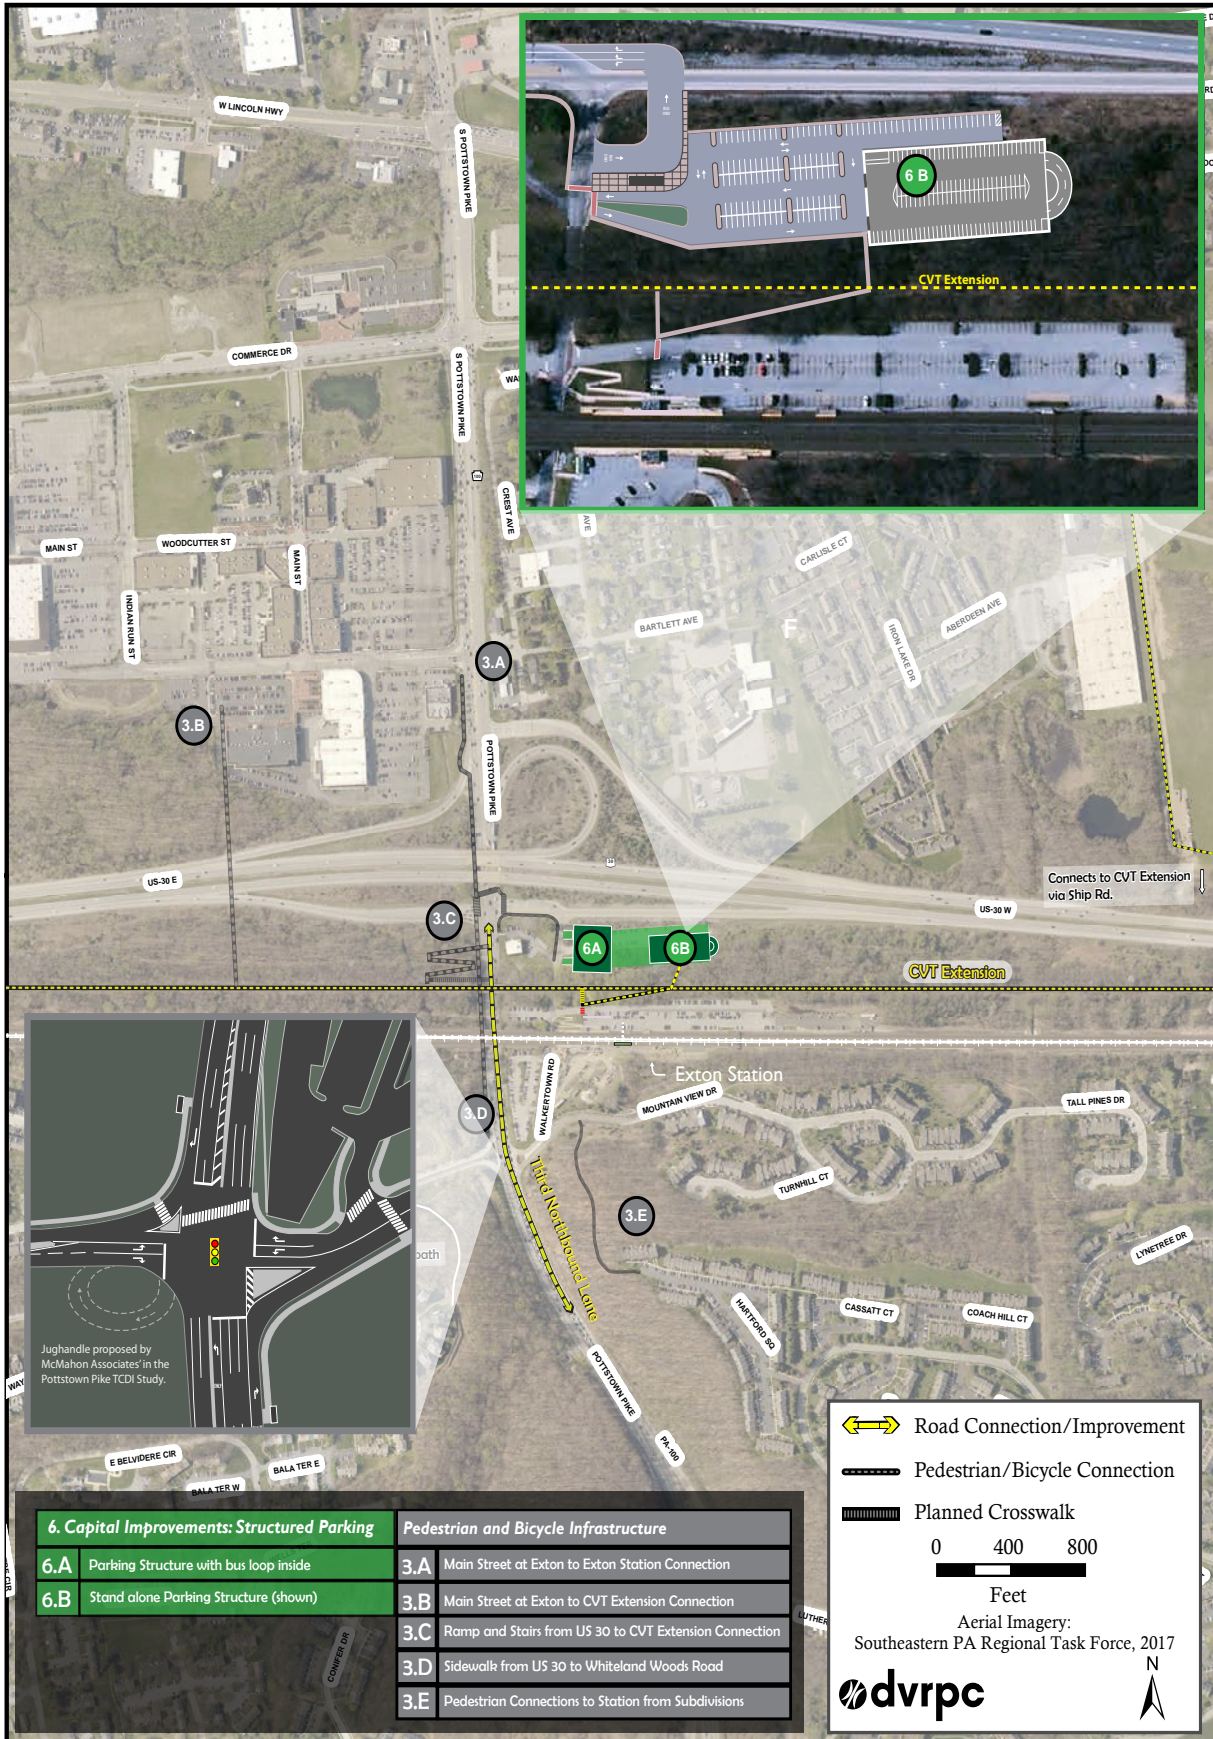 W LINCOLN HWY
S POTTSTOWN PIKE
6 B
CVT Extension
COMMERCE DR
S POTTSTOWN PIKE
CREST AVE
AVE
MAIN ST
WOODCUTTER ST
MAIN ST
INDIAN RUN ST
CARLISLE CT
BARTLETT AVE
F
IRON LAKE DR
ABERDEEN AVE
3.A
3.B
POTTSTOWN PIKE
30
US-30 E
Connects to CVT Extension
via Ship Rd.
US-30 W
3.C
6A
6B
CVT Extension
Exton Station
WALKERTOWN RD
MOUNTAIN VIEW DR
TALL PINES DR
3.D
TURNHILL CT
Third Northbound Lane
3.E
LYNETREE DR
path
HARTFORD SQ
CASSATT CT
COACH HILL CT
Jughandle proposed by
McMahon Associates' in the
Pottstown Pike TCDI Study.
POTTSTOWN PIKE
PA-100
E BELVIDERE CIR
BALA TER E
BALA TER W
CONIFER DR
6. Capital Improvements: Structured Parking
6.A Parking Structure with bus loop inside
6.B Stand alone Parking Structure (shown)
Pedestrian and Bicycle Infrastructure
3.A Main Street at Exton to Exton Station Connection
3.B Main Street at Exton to CVT Extension Connection
3.C Ramp and Stairs from US 30 to CVT Extension Connection
3.D Sidewalk from US 30 to Whiteland Woods Road
3.E Pedestrian Connections to Station from Subdivisions
Road Connection/Improvement
Pedestrian/Bicycle Connection
Planned Crosswalk
0 400 800
Feet
Aerial Imagery:
Southeastern PA Regional Task Force, 2017
N
dvrpc